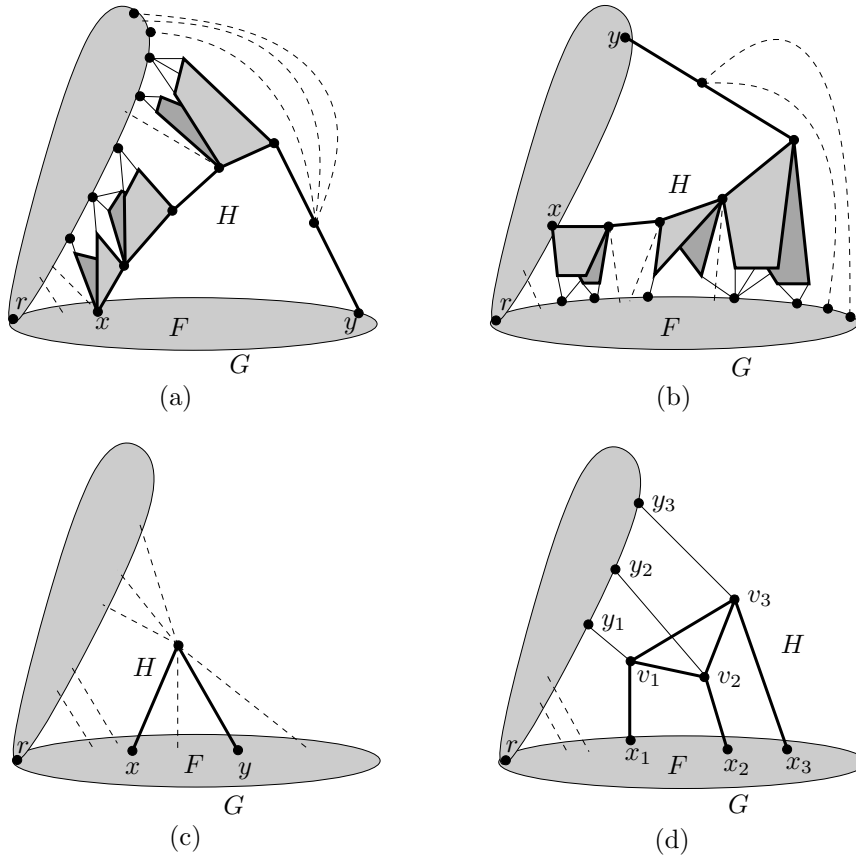 H
r
x
F
y
G
(a)
y
H
x
r
F
G
(b)
H
r
x
F
y
G
(c)
y₃
y₂
y₁
v₃
H
v₁
v₂
r
x₁
F
x₂
x₃
G
(d)